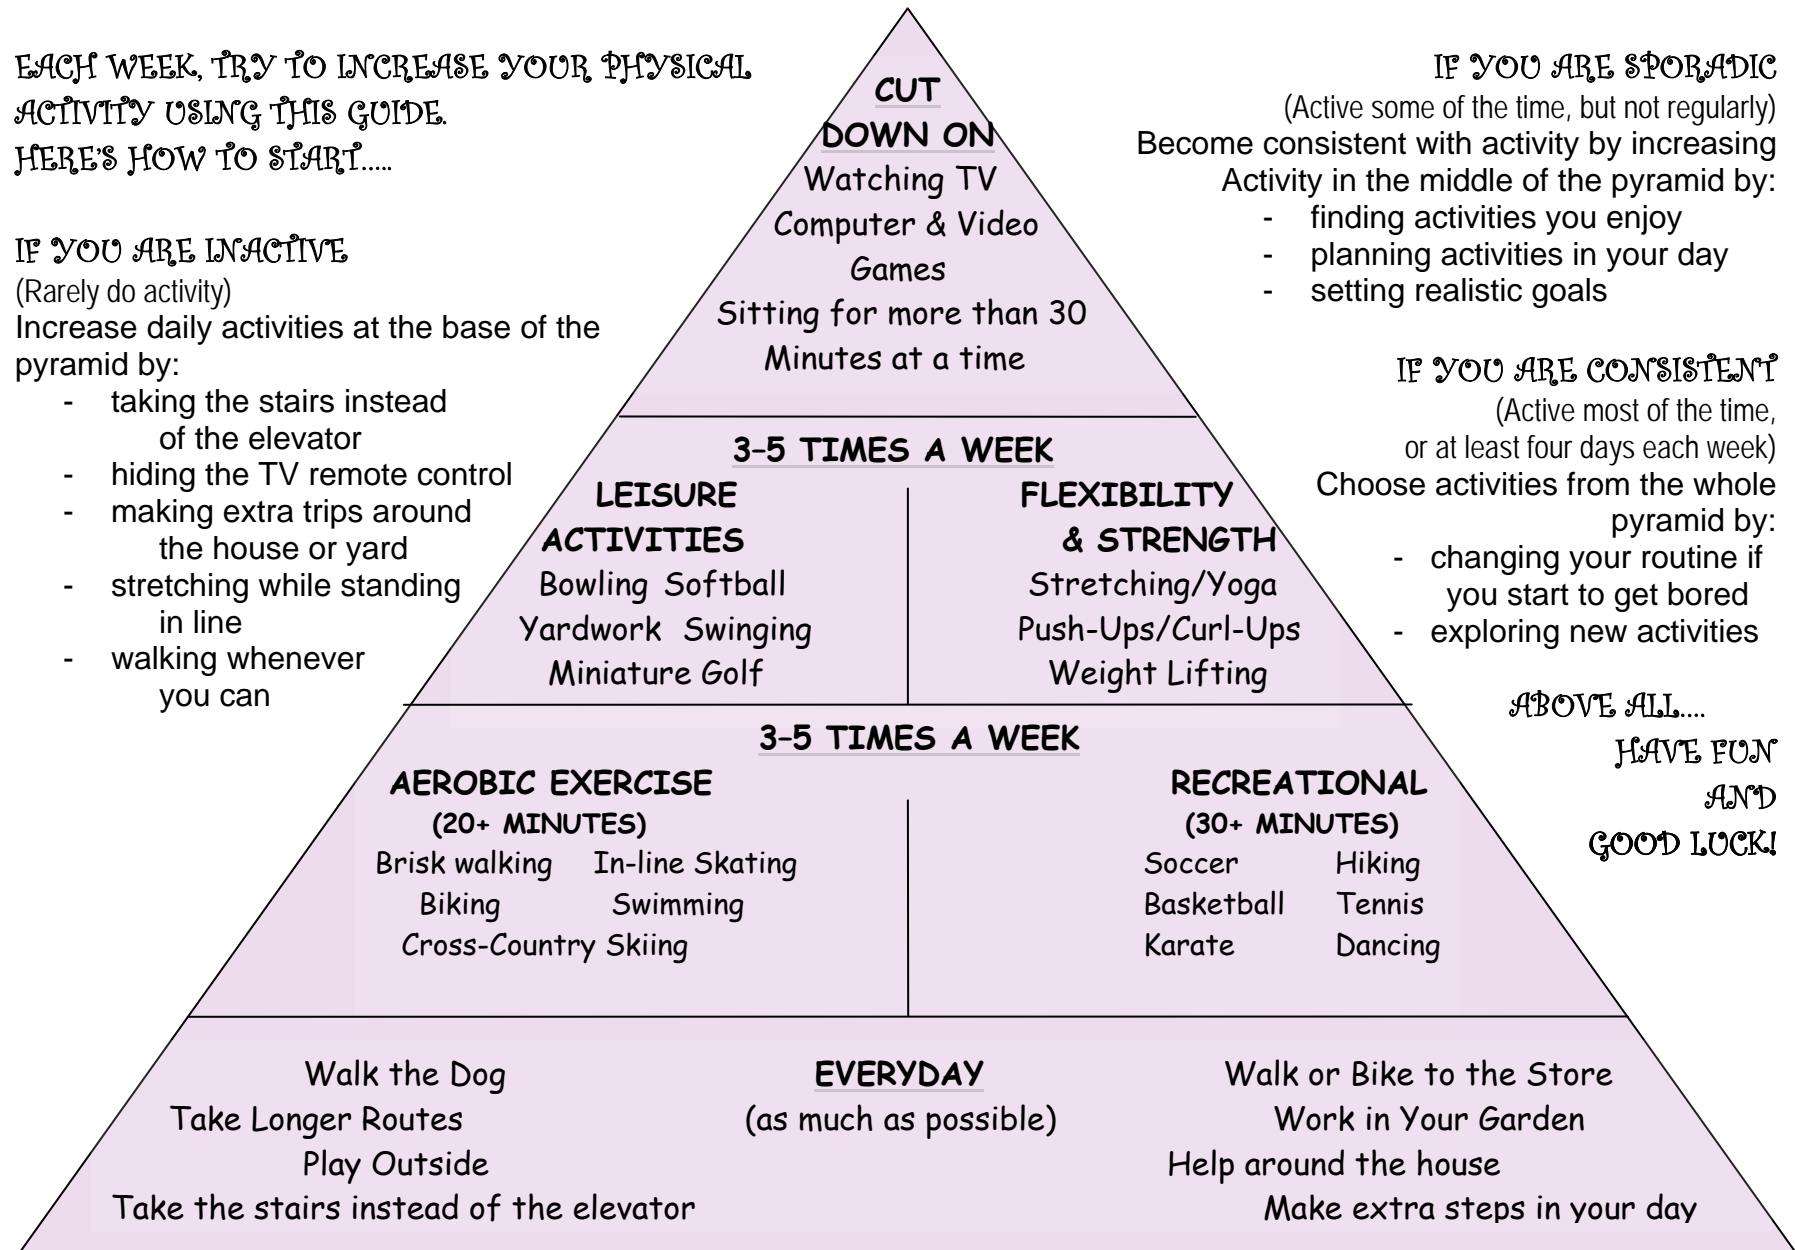 EACH WEEK, TRY TO INCREASE YOUR PHYSICAL
ACTIVITY USING THIS GUIDE.
HERE'S HOW TO START.....
IF YOU ARE INACTIVE
(Rarely do activity)
Increase daily activities at the base of the
pyramid by:
- taking the stairs instead
of the elevator
- hiding the TV remote control
- making extra trips around
the house or yard
- stretching while standing
in line
- walking whenever
you can
IF YOU ARE SPORADIC
(Active some of the time, but not regularly)
Become consistent with activity by increasing
Activity in the middle of the pyramid by:
- finding activities you enjoy
- planning activities in your day
- setting realistic goals
IF YOU ARE CONSISTENT
(Active most of the time,
or at least four days each week)
Choose activities from the whole
pyramid by:
- changing your routine if
you start to get bored
- exploring new activities
ABOVE ALL....
HAVE FUN
AND
GOOD LUCK!
CUT
DOWN ON
Watching TV
Computer & Video
Games
Sitting for more than 30
Minutes at a time
3-5 TIMES A WEEK
LEISURE
ACTIVITIES
Bowling Softball
Yardwork Swinging
Miniature Golf
FLEXIBILITY
& STRENGTH
Stretching/Yoga
Push-Ups/Curl-Ups
Weight Lifting
3-5 TIMES A WEEK
AEROBIC EXERCISE
(20+ MINUTES)
Brisk walking In-line Skating
Biking Swimming
Cross-Country Skiing
RECREATIONAL
(30+ MINUTES)
Soccer Hiking
Basketball Tennis
Karate Dancing
EVERYDAY
(as much as possible)
Walk the Dog
Take Longer Routes
Play Outside
Take the stairs instead of the elevator
Walk or Bike to the Store
Work in Your Garden
Help around the house
Make extra steps in your day